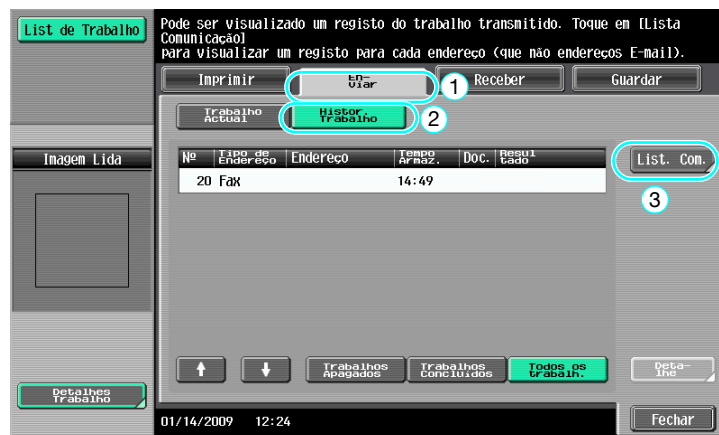 List de Trabalho
Pode ser visualizado um registo do trabalho transmitido. Toque em [Lista
Comunicação]
para visualizar um registo para cada endereço (que não endereços E-mail).
Imprimir
En-
viar
1
Receber
Guardar
Trabalho
Actual
Histor.
Trabalho
2
Imagem Lida
Nº
Tipo de
Endereço
Endereço
Tempo
Armaz.
Doc.
Resul
tado
List. Com.
20 Fax 14:49
3
Trabalhos
Apagados
Trabalhos
Concluídos
Todos os
trabalh.
Deta-
lhe
Detalhes
Trabalho
01/14/2009 12:24
Fechar